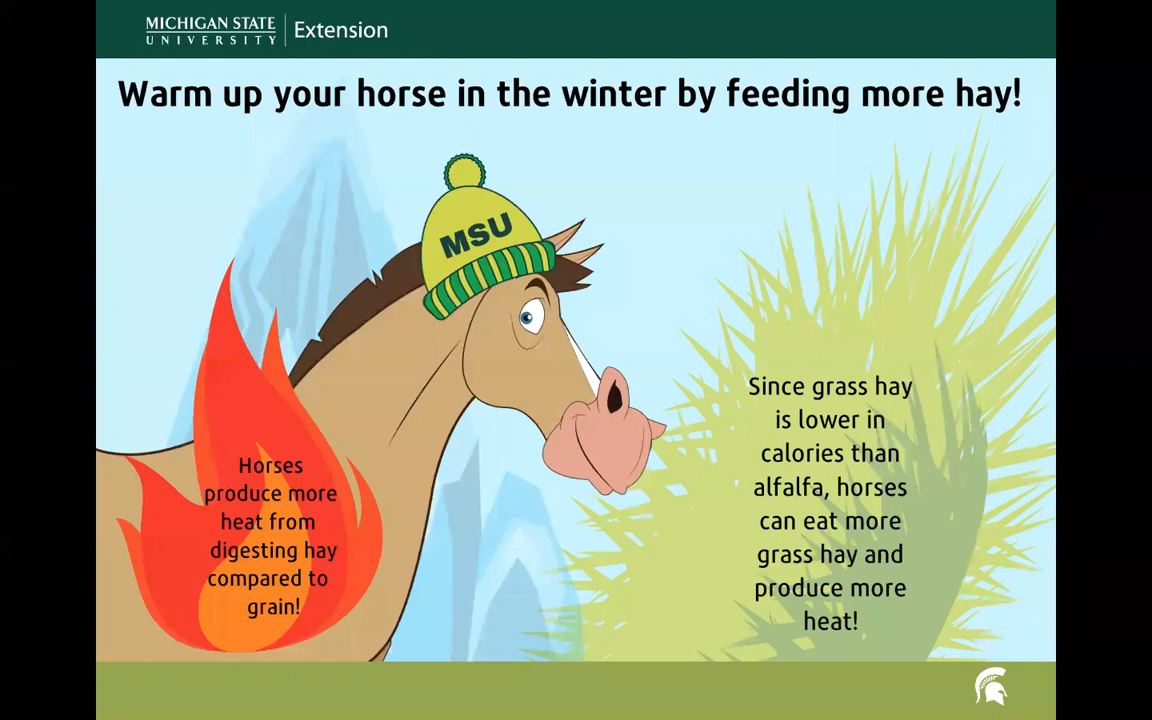 MICHIGAN STATE
UNIVERSITY
Extension
Warm up your horse in the winter by feeding more hay!
MSU
Horses
produce more
heat from
digesting hay
compared to
grain!
Since grass hay
is lower in
calories than
alfalfa, horses
can eat more
grass hay and
produce more
heat!